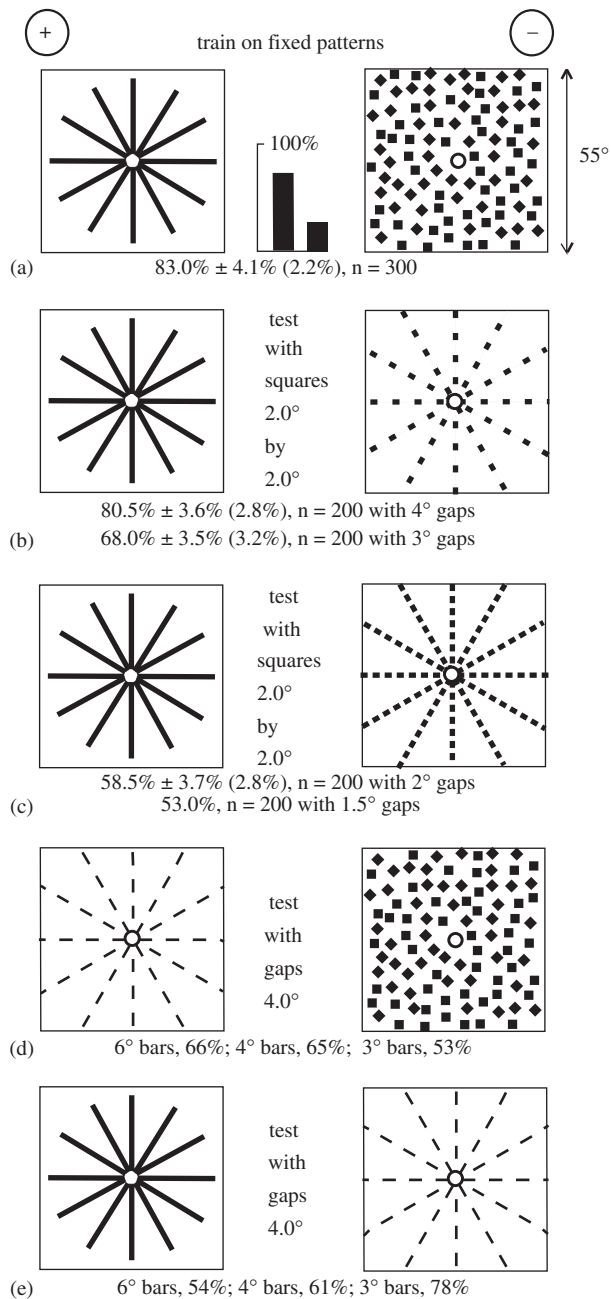 +
−
train on fixed patterns
100%
55°
(a)
83.0% ± 4.1% (2.2%), n = 300
test
with
squares
2.0°
by
2.0°
80.5% ± 3.6% (2.8%), n = 200 with 4° gaps
(b)
68.0% ± 3.5% (3.2%), n = 200 with 3° gaps
test
with
squares
2.0°
by
2.0°
58.5% ± 3.7% (2.8%), n = 200 with 2° gaps
(c)
53.0%, n = 200 with 1.5° gaps
test
with
gaps
4.0°
(d)
6° bars, 66%; 4° bars, 65%; 3° bars, 53%
test
with
gaps
4.0°
(e)
6° bars, 54%; 4° bars, 61%; 3° bars, 78%